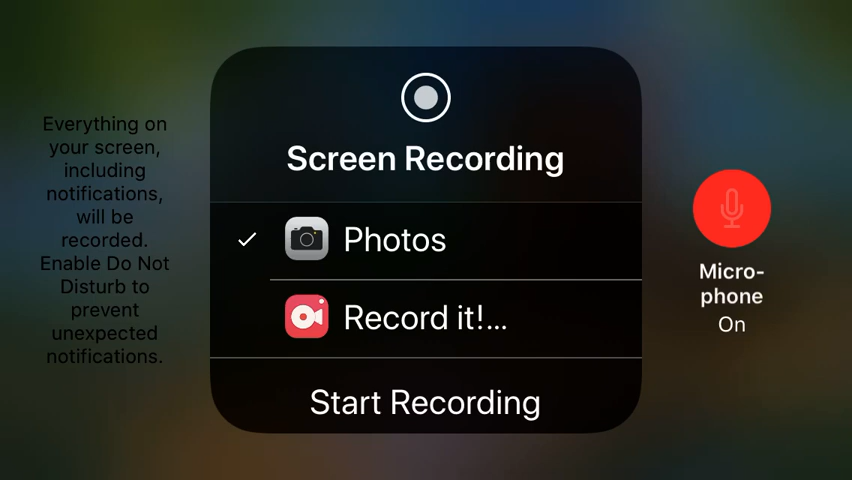 Everything on
your screen,
including
notifications,
will be
recorded.
Enable Do Not
Disturb to
prevent
unexpected
notifications.
Screen Recording
Photos
Record it!...
Start Recording
Micro-
phone
On